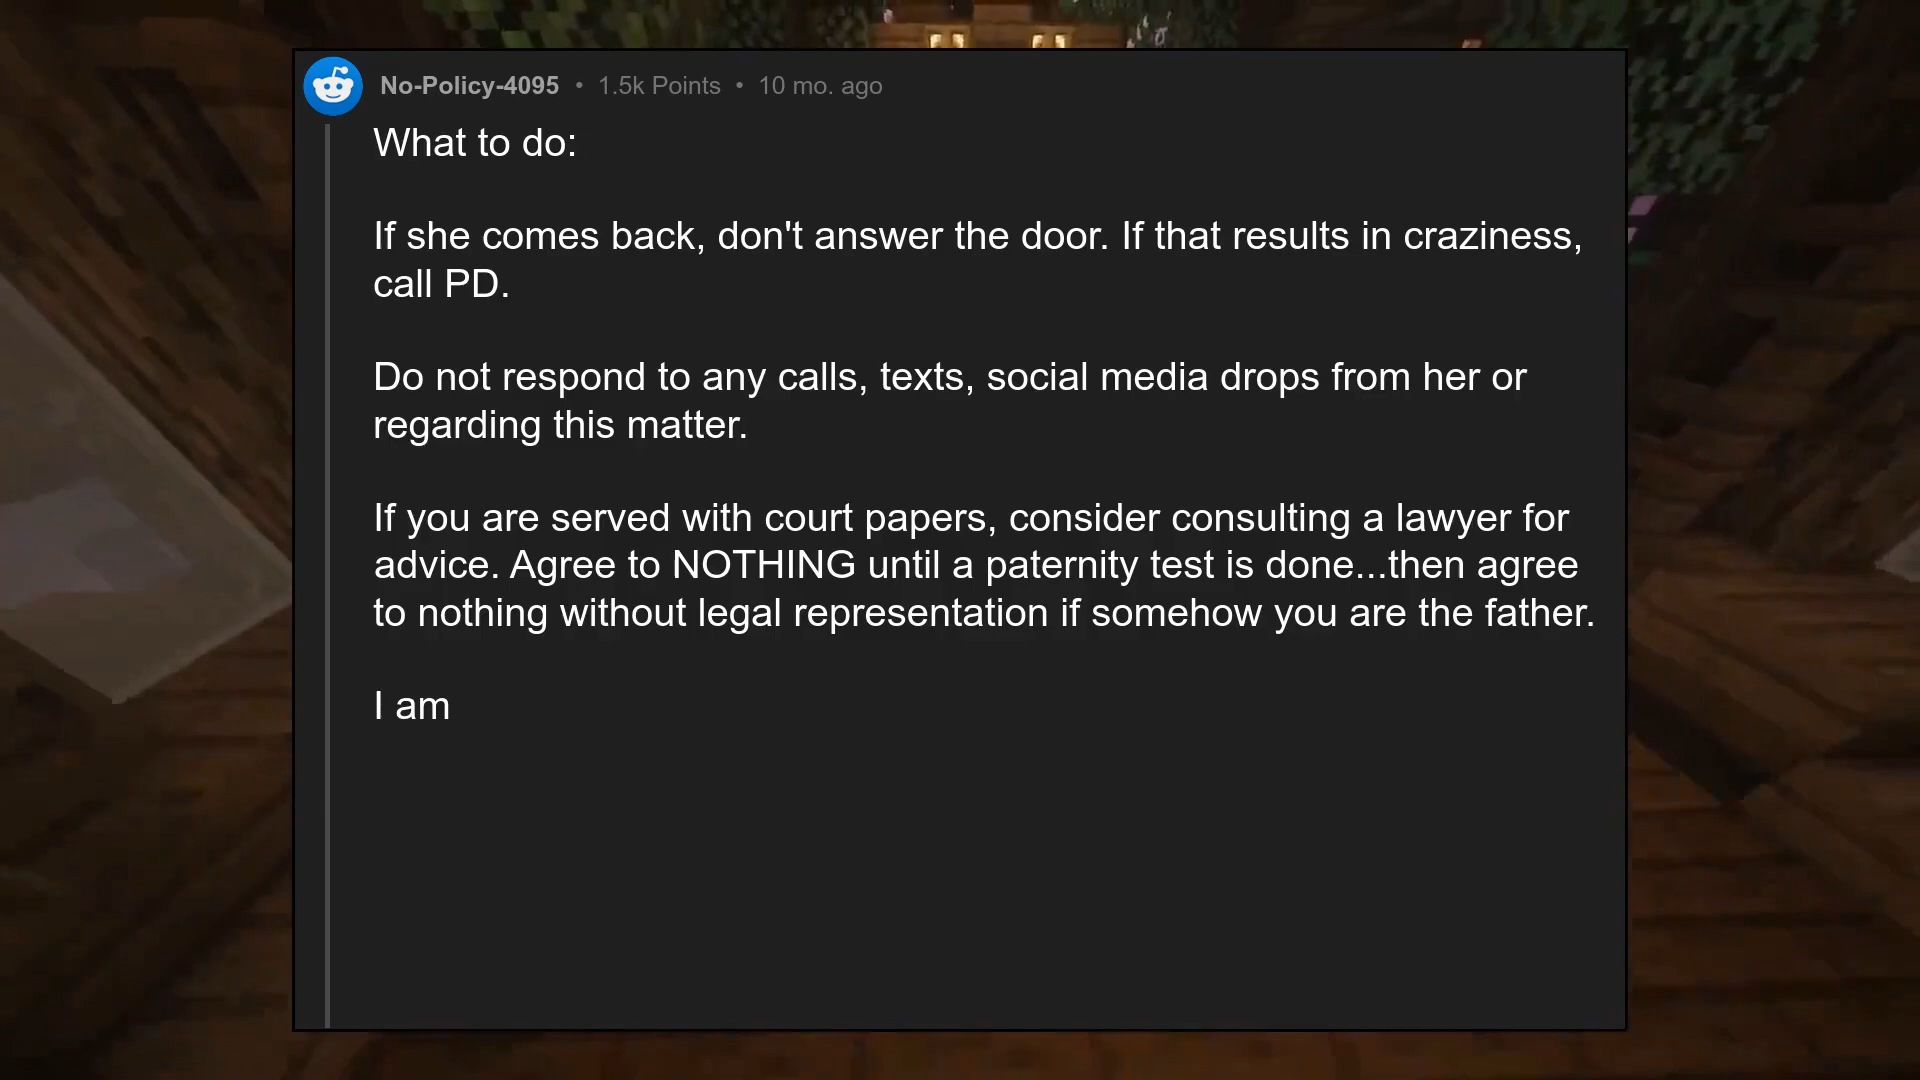 No-Policy-4095 • 1.5k Points • 10 mo. ago
What to do:
If she comes back, don't answer the door. If that results in craziness,
call PD.
Do not respond to any calls, texts, social media drops from her or
regarding this matter.
If you are served with court papers, consider consulting a lawyer for
advice. Agree to NOTHING until a paternity test is done...then agree
to nothing without legal representation if somehow you are the father.
I am